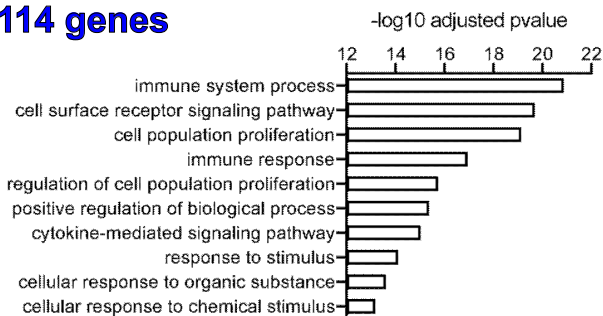 114 genes
-log10 adjusted pvalue
12 14 16 18 20 22
immune system process
cell surface receptor signaling pathway
cell population proliferation
immune response
regulation of cell population proliferation
positive regulation of biological process
cytokine-mediated signaling pathway
response to stimulus
cellular response to organic substance
cellular response to chemical stimulus